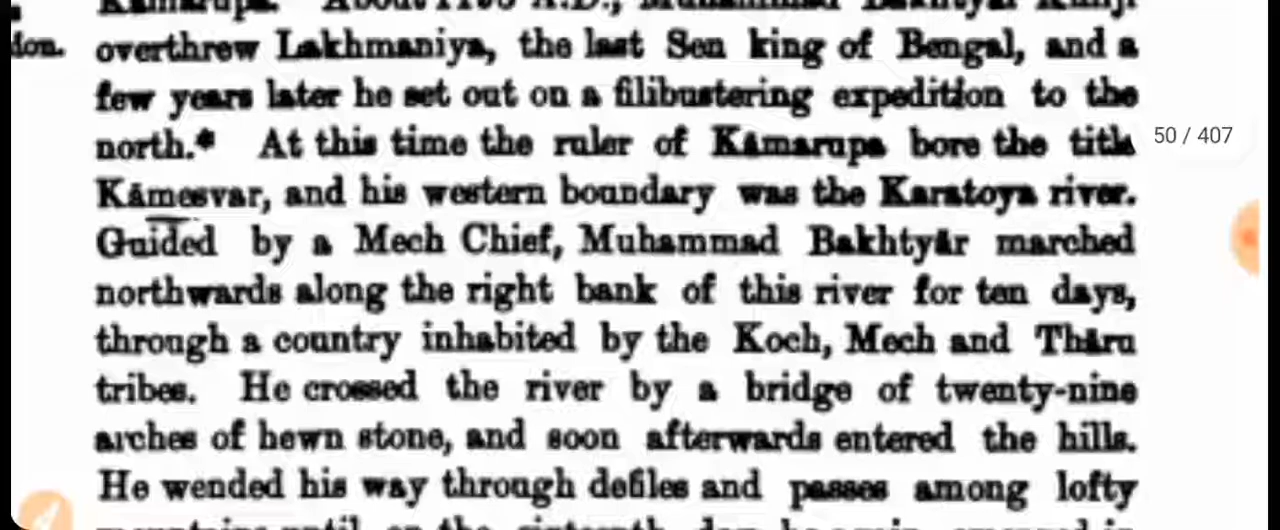 overthrew Lakhmaniya, the last Sen king of Bengal, and a
few years later he set out on a filibustering expedition to the
north.* At this time the ruler of Kāmarupa bore the title
50 / 407
Kāmesvar, and his western boundary was the Karatoya river.
Guided by a Mech Chief, Muhammad Bakhtyār marched
northwards along the right bank of this river for ten days,
through a country inhabited by the Koch, Mech and Thāru
tribes. He crossed the river by a bridge of twenty-nine
arches of hewn stone, and soon afterwards entered the hills.
He wended his way through defiles and passes among lofty